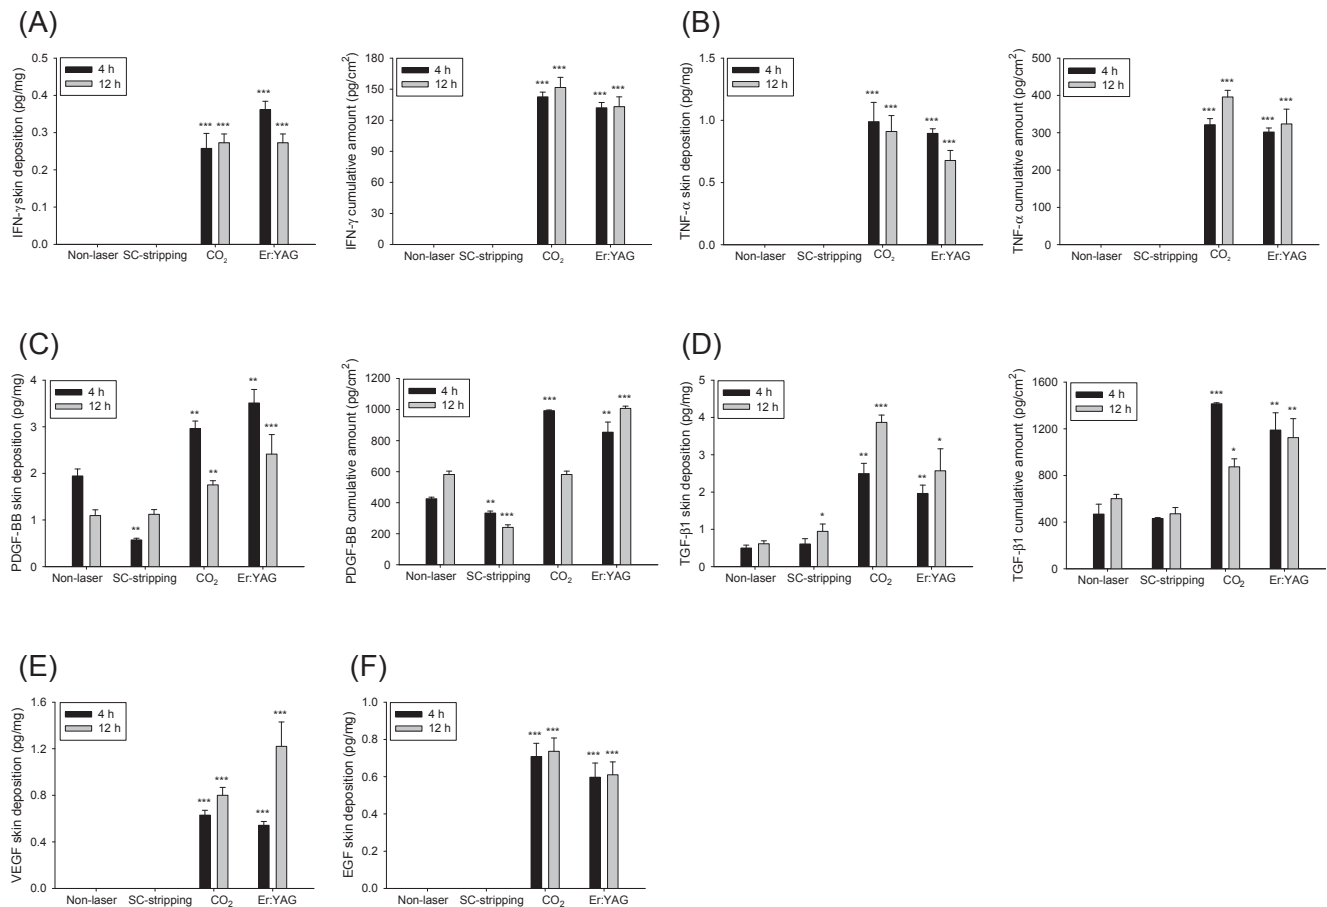 (A)
IFN-γ skin deposition (pg/mg)
0.5
0.4
0.3
0.2
0.1
0.0
4 h
12 h
*** *** *** ***
Non-laser SC-stripping CO₂ Er:YAG
IFN-γ cumulative amount (pg/cm²)
180
150
120
90
60
30
0
4 h
12 h
*** *** *** ***
Non-laser SC-stripping CO₂ Er:YAG
(B)
TNF-α skin deposition (pg/mg)
1.5
1.0
0.5
0.0
4 h
12 h
*** *** *** ***
Non-laser SC-stripping CO₂ Er:YAG
TNF-α cumulative amount (pg/cm²)
500
400
300
200
100
0
4 h
12 h
*** *** *** ***
Non-laser SC-stripping CO₂ Er:YAG
(C)
PDGF-BB skin deposition (pg/mg)
4
3
2
1
0
4 h
12 h
** ** ** ** ***
Non-laser SC-stripping CO₂ Er:YAG
PDGF-BB cumulative amount (pg/cm²)
1200
1000
800
600
400
200
0
4 h
12 h
** *** *** ** ***
Non-laser SC-stripping CO₂ Er:YAG
(D)
TGF-β1 skin deposition (pg/mg)
5
4
3
2
1
0
4 h
12 h
* ** *** ** *
Non-laser SC-stripping CO₂ Er:YAG
TGF-β1 cumulative amount (pg/cm²)
1600
1200
800
400
0
4 h
12 h
*** * ** **
Non-laser SC-stripping CO₂ Er:YAG
(E)
VEGF skin deposition (pg/mg)
1.6
1.2
0.8
0.4
0.0
4 h
12 h
*** *** *** ***
Non-laser SC-stripping CO₂ Er:YAG
(F)
EGF skin deposition (pg/mg)
1.0
0.8
0.6
0.4
0.2
0.0
4 h
12 h
*** *** *** ***
Non-laser SC-stripping CO₂ Er:YAG